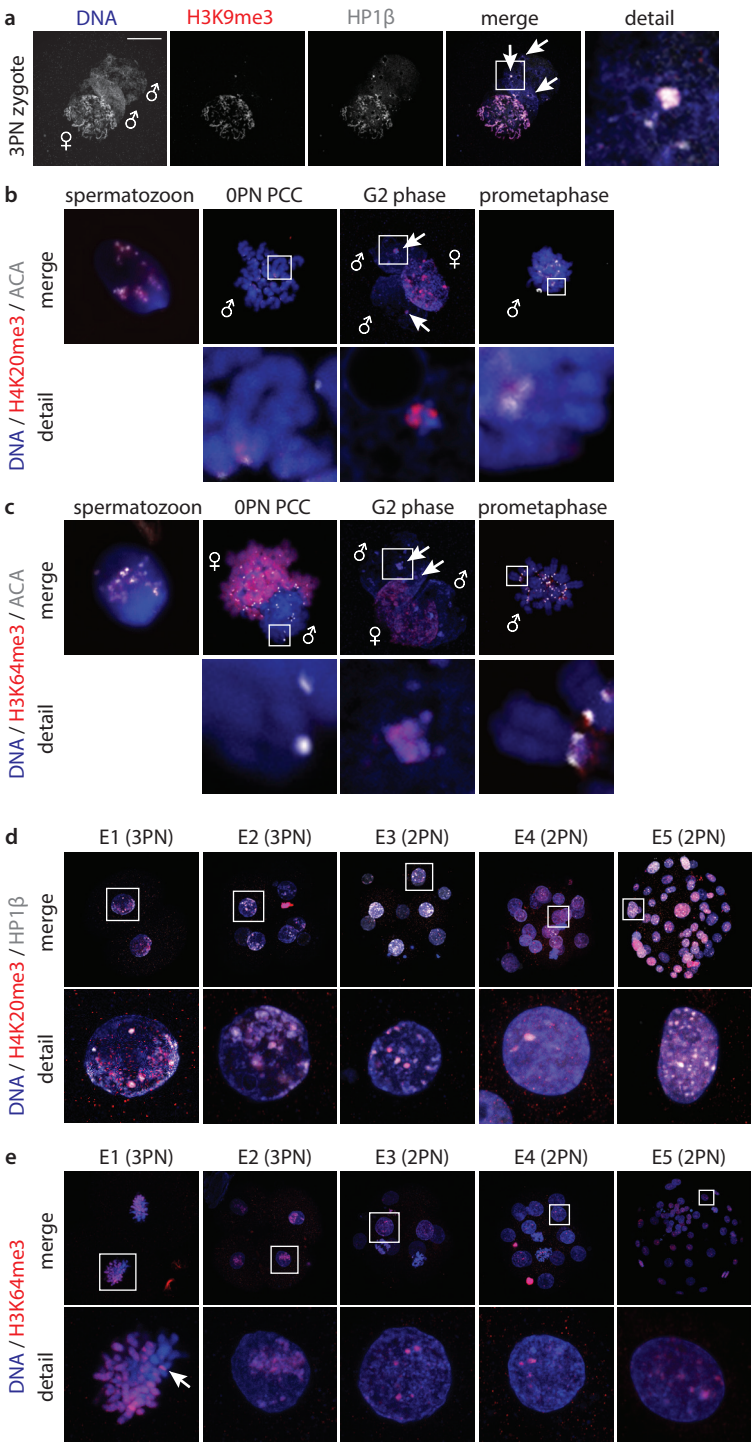 a
DNA H3K9me3 HP1β merge detail
3PN zygote
♀ ♂ ♂
b
spermatozoon 0PN PCC G2 phase prometaphase
DNA / H4K20me3 / ACA
merge
♂ ♂ ♀ ♂ ♂
detail
c
spermatozoon 0PN PCC G2 phase prometaphase
DNA / H3K64me3 / ACA
merge
♀ ♂ ♂ ♂ ♀ ♂
detail
d
E1 (3PN) E2 (3PN) E3 (2PN) E4 (2PN) E5 (2PN)
DNA / H4K20me3 / HP1β
merge
detail
e
E1 (3PN) E2 (3PN) E3 (2PN) E4 (2PN) E5 (2PN)
DNA / H3K64me3
merge
detail